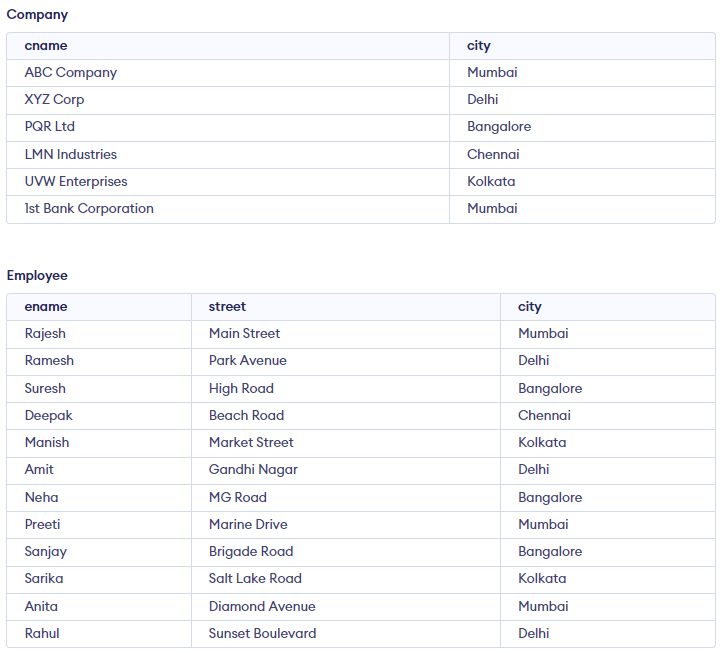 Company
cname city
ABC Company Mumbai
XYZ Corp Delhi
PQR Ltd Bangalore
LMN Industries Chennai
UVW Enterprises Kolkata
1st Bank Corporation Mumbai
Employee
ename street city
Rajesh Main Street Mumbai
Ramesh Park Avenue Delhi
Suresh High Road Bangalore
Deepak Beach Road Chennai
Manish Market Street Kolkata
Amit Gandhi Nagar Delhi
Neha MG Road Bangalore
Preeti Marine Drive Mumbai
Sanjay Brigade Road Bangalore
Sarika Salt Lake Road Kolkata
Anita Diamond Avenue Mumbai
Rahul Sunset Boulevard Delhi